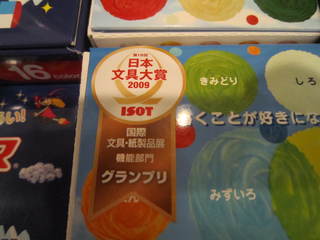 第18回
日本
文具大賞
2009
ISOT
国際
文具・紙製品展
機能部門
グランプリ
きみどり
しろ
くことが好きにな
みずいろ
16